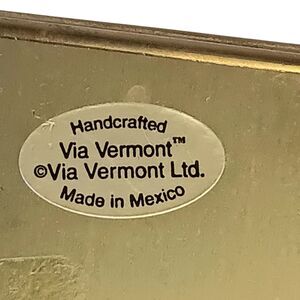 Handcrafted
Via Vermont™
©Via Vermont Ltd.
Made in Mexico